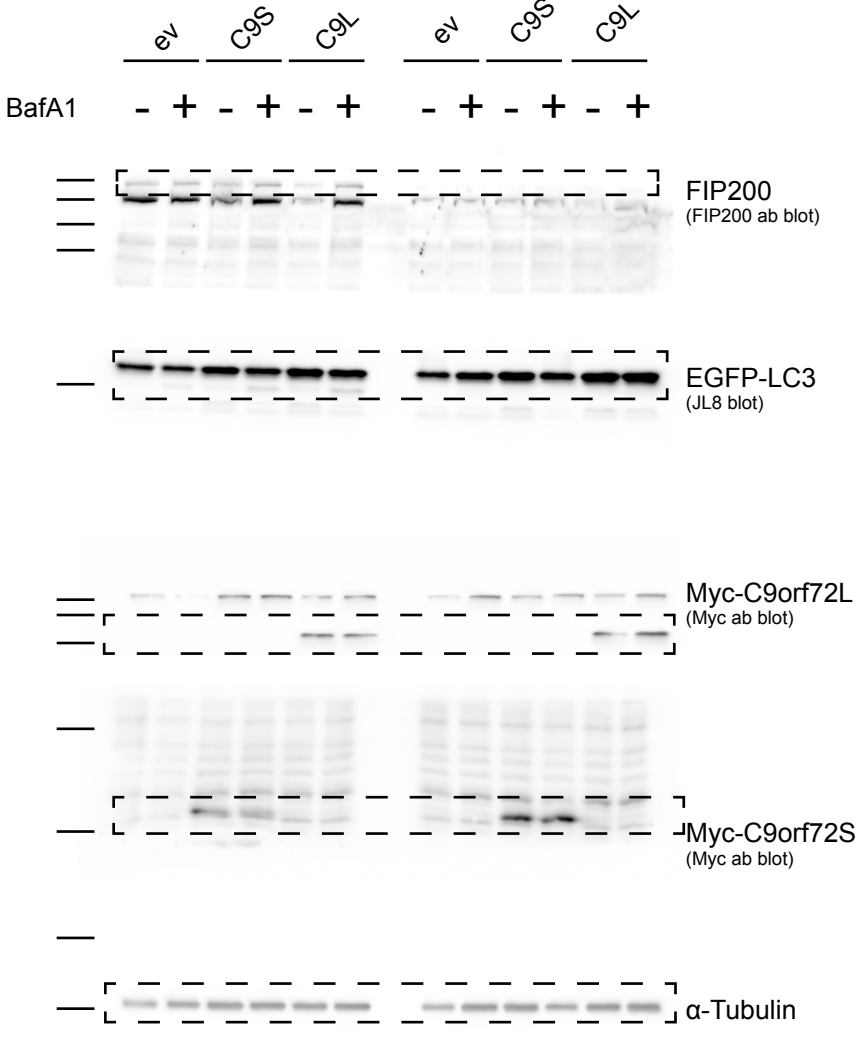 ev C9S C9L ev C9S C9L
BafA1 - + - + - + - + - + - +
FIP200
(FIP200 ab blot)
EGFP-LC3
(JL8 blot)
Myc-C9orf72L
(Myc ab blot)
Myc-C9orf72S
(Myc ab blot)
α-Tubulin